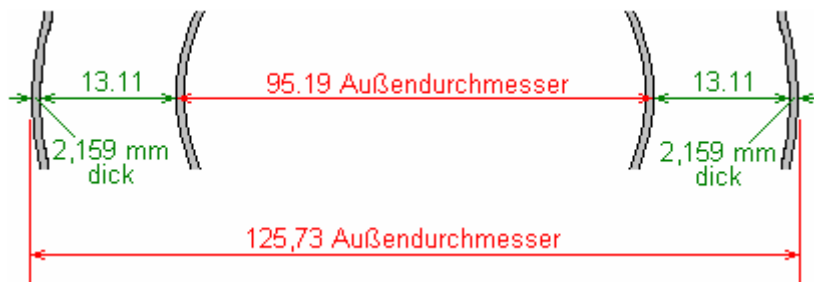 13.11
95.19 Außendurchmesser
13.11
2,159 mm
dick
2,159 mm
dick
125,73 Außendurchmesser